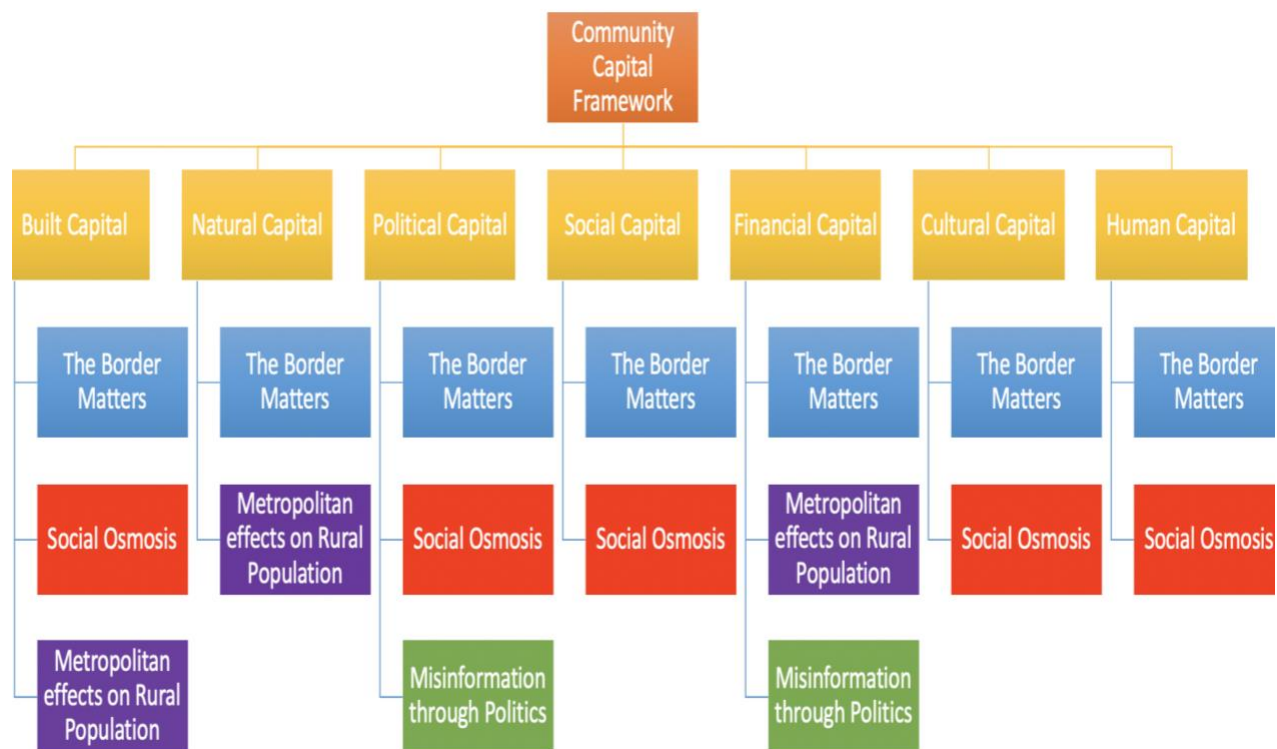 Community
Capital
Framework
Built Capital
Natural Capital
Political Capital
Social Capital
Financial Capital
Cultural Capital
Human Capital
The Border
Matters
The Border
Matters
The Border
Matters
The Border
Matters
The Border
Matters
The Border
Matters
The Border
Matters
Social Osmosis
Metropolitan
effects on Rural
Population
Social Osmosis
Social Osmosis
Metropolitan
effects on Rural
Population
Social Osmosis
Social Osmosis
Metropolitan
effects on Rural
Population
Misinformation
through Politics
Misinformation
through Politics